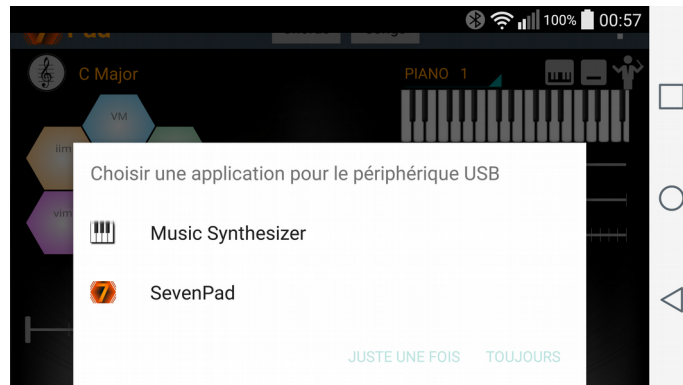 100% 00:57
C Major
PIANO 1
VM
iim
vim
Choisir une application pour le périphérique USB
Music Synthesizer
7
SevenPad
JUSTE UNE FOIS TOUJOURS